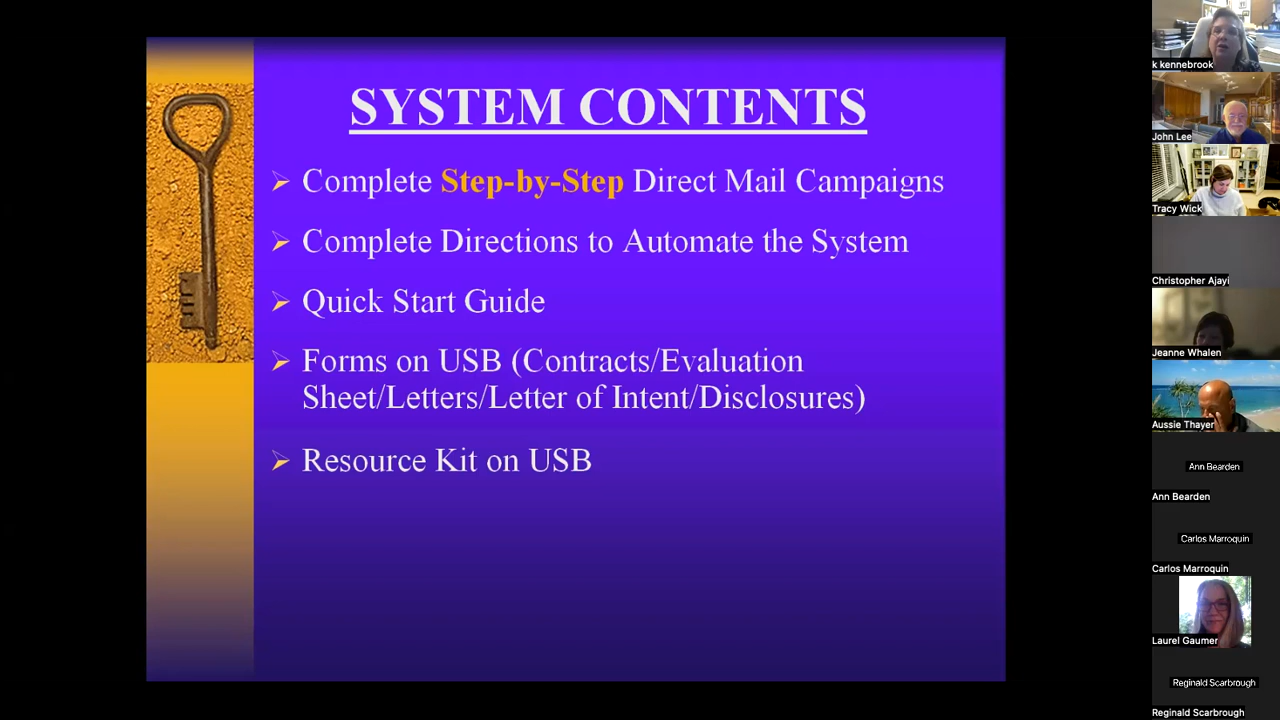 SYSTEM CONTENTS
Complete Step-by-Step Direct Mail Campaigns
Complete Directions to Automate the System
Quick Start Guide
Forms on USB (Contracts/Evaluation
Sheet/Letters/Letter of Intent/Disclosures)
Resource Kit on USB
k kennebrook
John Lee
Tracy Wick
Christopher Ajayi
Jeanne Whalen
Aussie Thayer
Ann Bearden
Ann Bearden
Carlos Marroquin
Carlos Marroquin
Laurel Gaumer
Reginald Scarbrough
Reginald Scarbrough